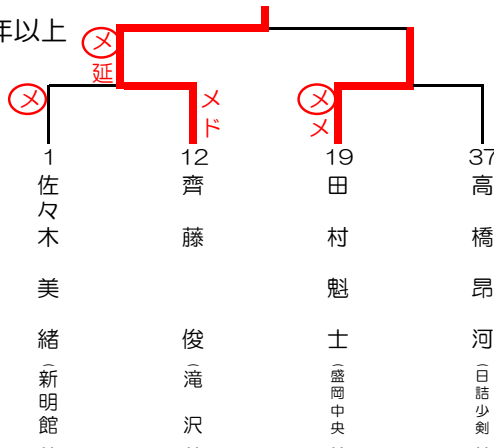 年以上
メ
延
メ
メ
ド
メ
メ
1
12
19
37
佐々木 美 緒 (新明館
齊 藤 俊 (滝 沢
田 村 魁 士 (盛岡中央
高 橋 昂 河 (日詰少剣